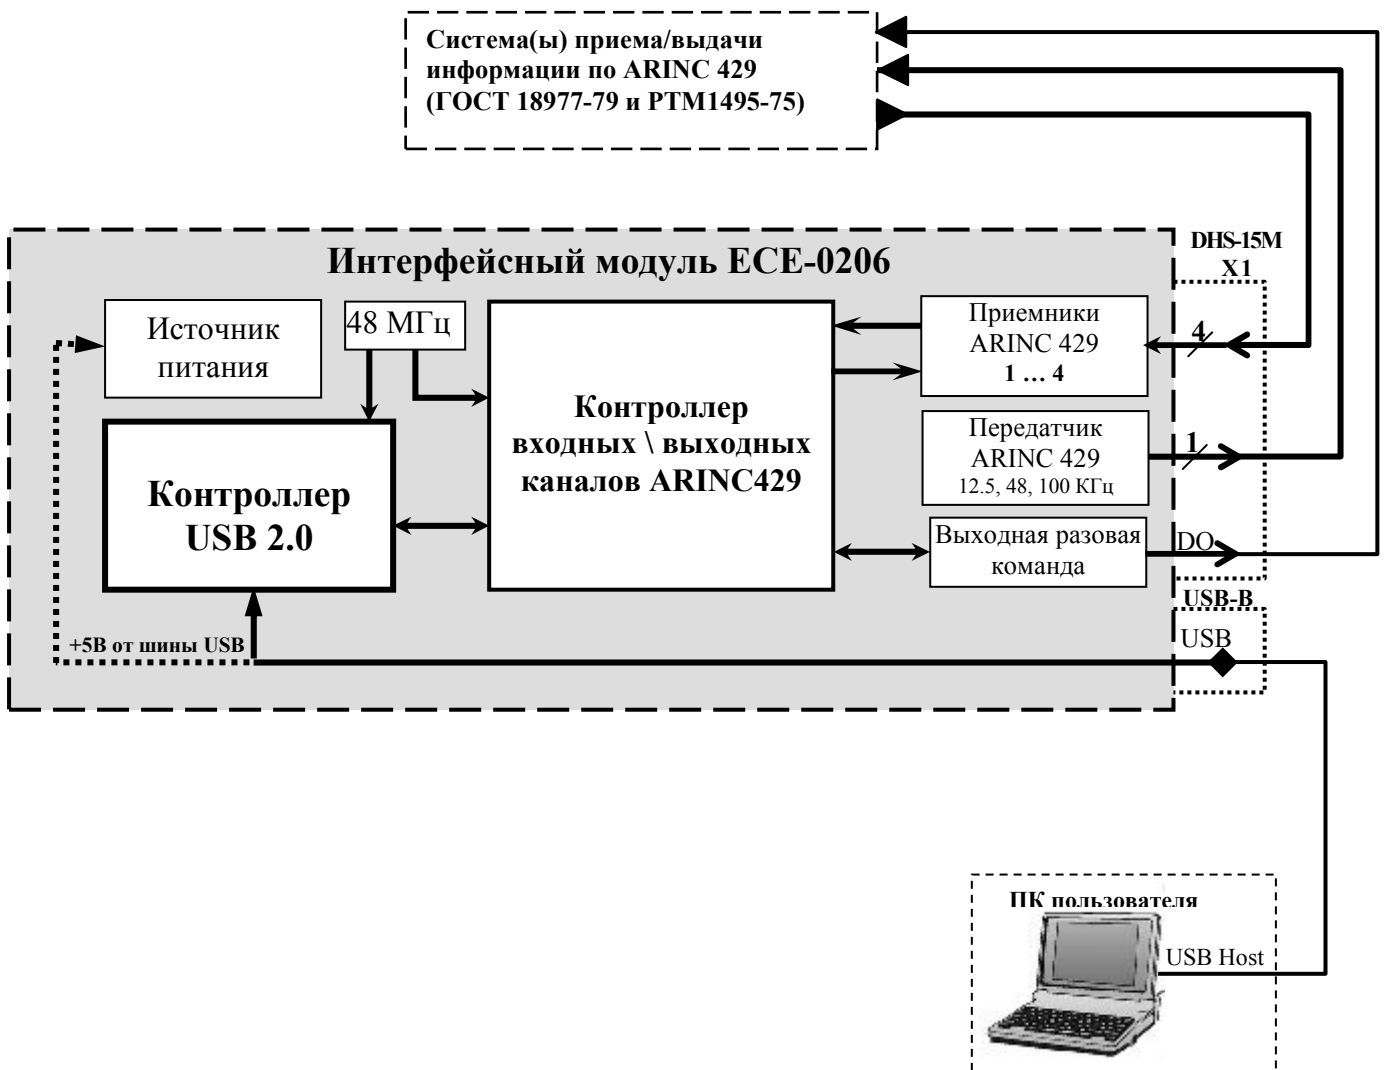 Система(ы) приема/выдачи
информации по ARINC 429
(ГОСТ 18977-79 и РТМ1495-75)
DHS-15M
X1
Интерфейсный модуль ECE-0206
Источник
питания
48 МГц
Контроллер
входных \ выходных
каналов ARINC429
Приемники
ARINC 429
1 ... 4
4
Передатчик
ARINC 429
12.5, 48, 100 КГц
1
Контроллер
USB 2.0
Выходная разовая
команда
DO
USB-B
USB
+5В от шины USB
ПК пользователя
USB Host